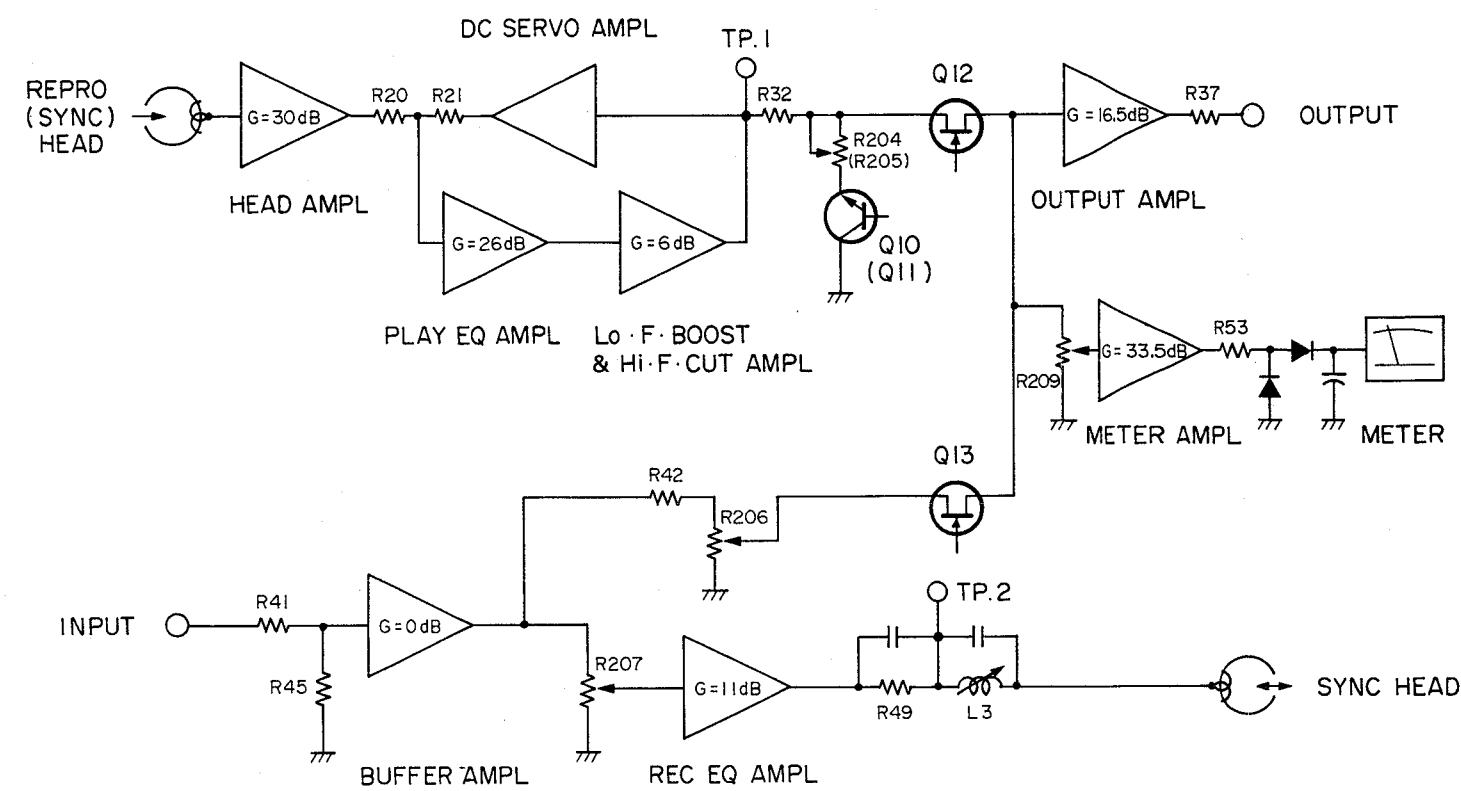 DC SERVO AMPL
TP.1
Q12
REPRO
(SYNC)
HEAD
R20
R21
R32
R37
G=30dB
G=16.5dB
OUTPUT
R204
(R205)
HEAD AMPL
OUTPUT AMPL
G=26dB
G=6dB
Q10
(Q11)
PLAY EQ AMPL
Lo·F·BOOST
& Hi·F·CUT AMPL
R53
G=33.5dB
R209
METER AMPL
METER
Q13
R42
R206
TP.2
R41
INPUT
G=0dB
R45
R207
G=11dB
R49
L3
SYNC HEAD
BUFFER AMPL
REC EQ AMPL